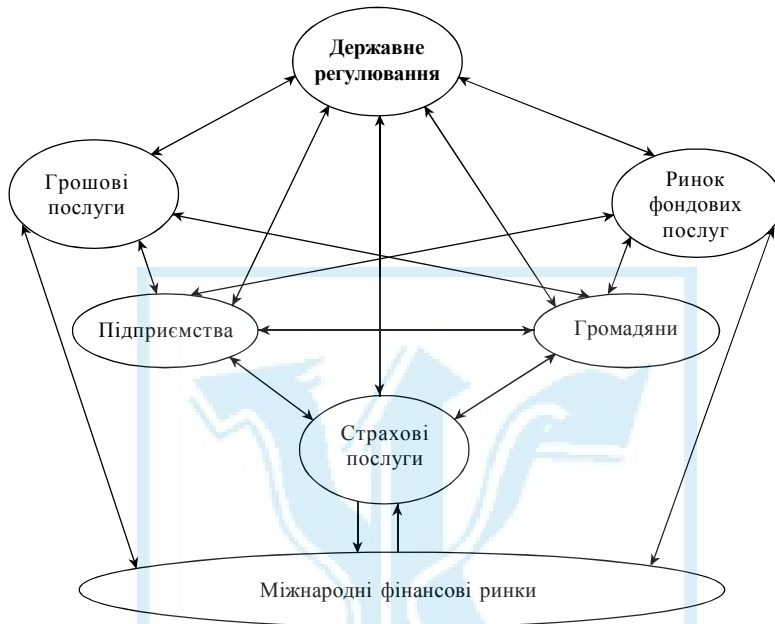 Державне
регулювання
Грошові
послуги
Ринок
фондових
послуг
Підприємства
Громадяни
Страхові
послуги
Міжнародні фінансові ринки